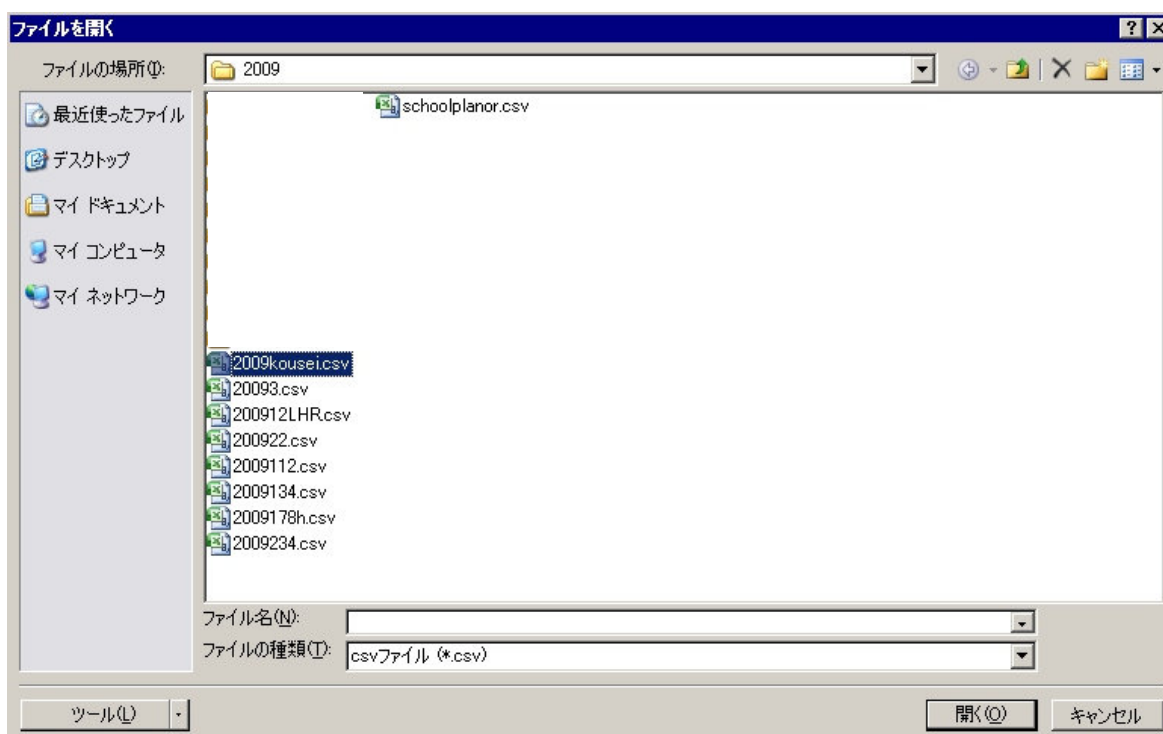 ファイルを開く
ファイルの場所(I):
2009
最近使ったファイル
デスクトップ
マイ ドキュメント
マイ コンピュータ
マイ ネットワーク
schoolplanor.csv
2009kousei.csv
20093.csv
200912LHR.csv
200922.csv
2009112.csv
2009134.csv
2009178h.csv
2009234.csv
ファイル名(N):
ファイルの種類(T):
csvファイル (*.csv)
ツール(L)
開く(O)
キャンセル